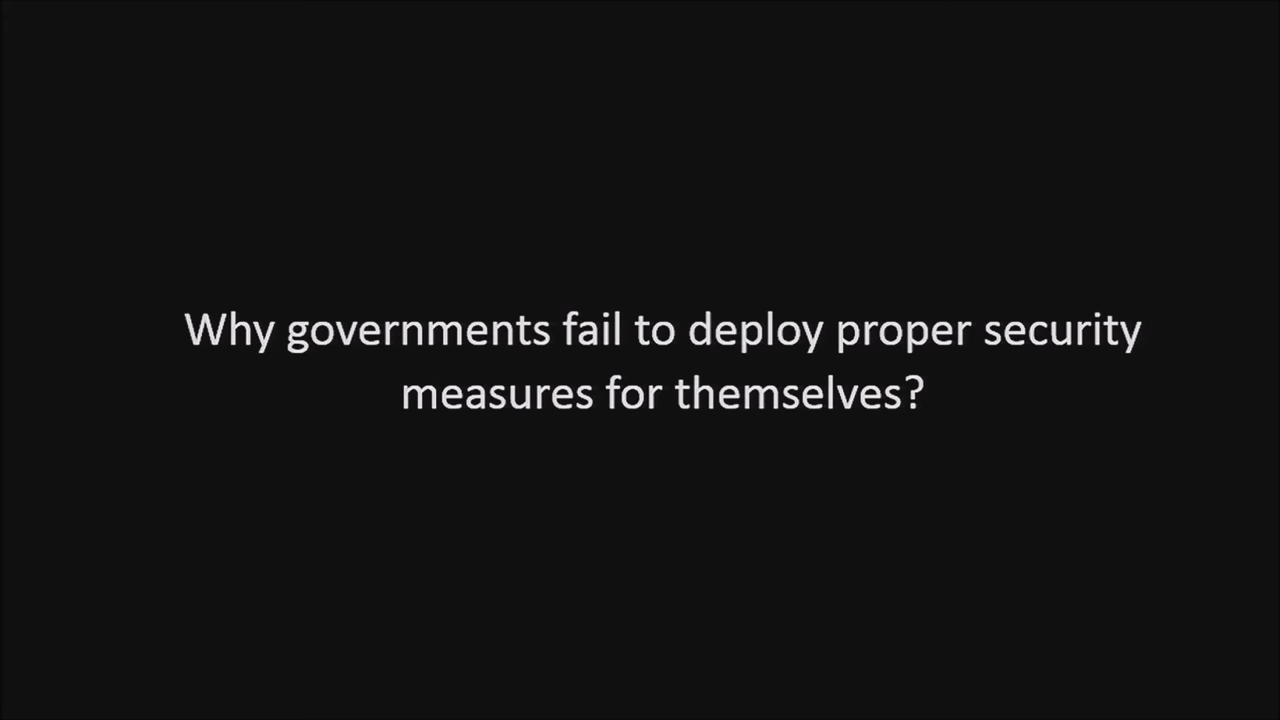 Why governments fail to deploy proper security
measures for themselves?